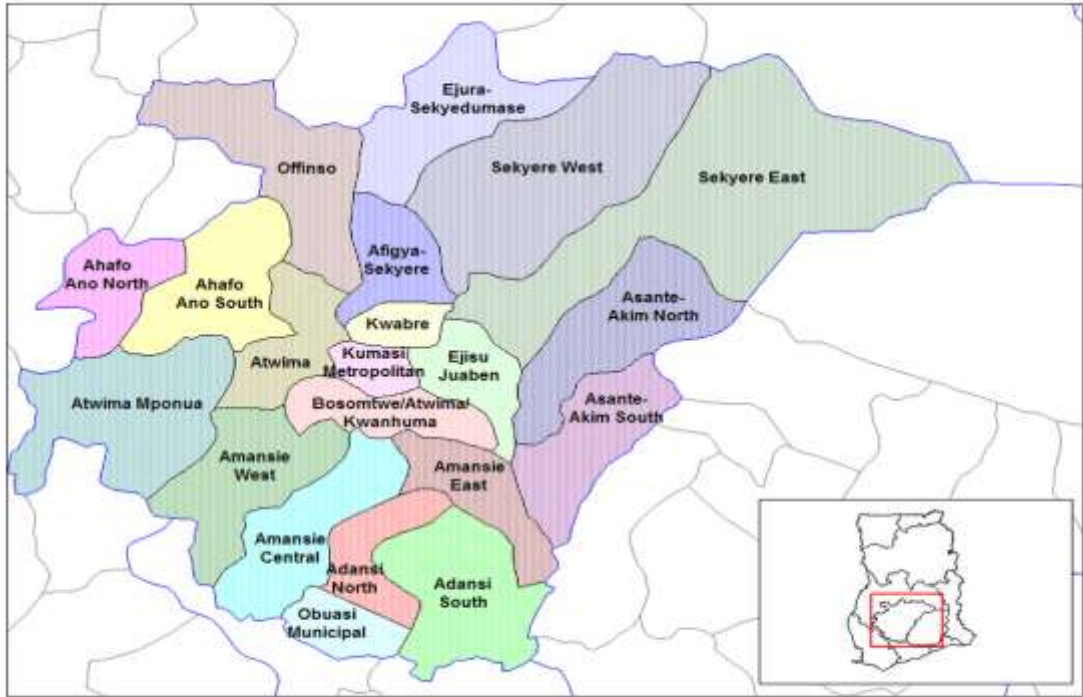 Ejura-
Sekyedumase
Offinso
Sekyere West
Sekyere East
Afigya-
Sekyere
Ahafo
Ano North
Ahafo
Ano South
Asante-
Akim North
Kwabre
Atwima
Kumasi
Metropolitan
Ejisu
Juaben
Atwima Mponua
Bosomtwe/Atwima/
Kwanhuma
Asante-
Akim South
Amansie
West
Amansie
East
Amansie
Central
Adansi
North
Adansi
South
Obuasi
Municipal